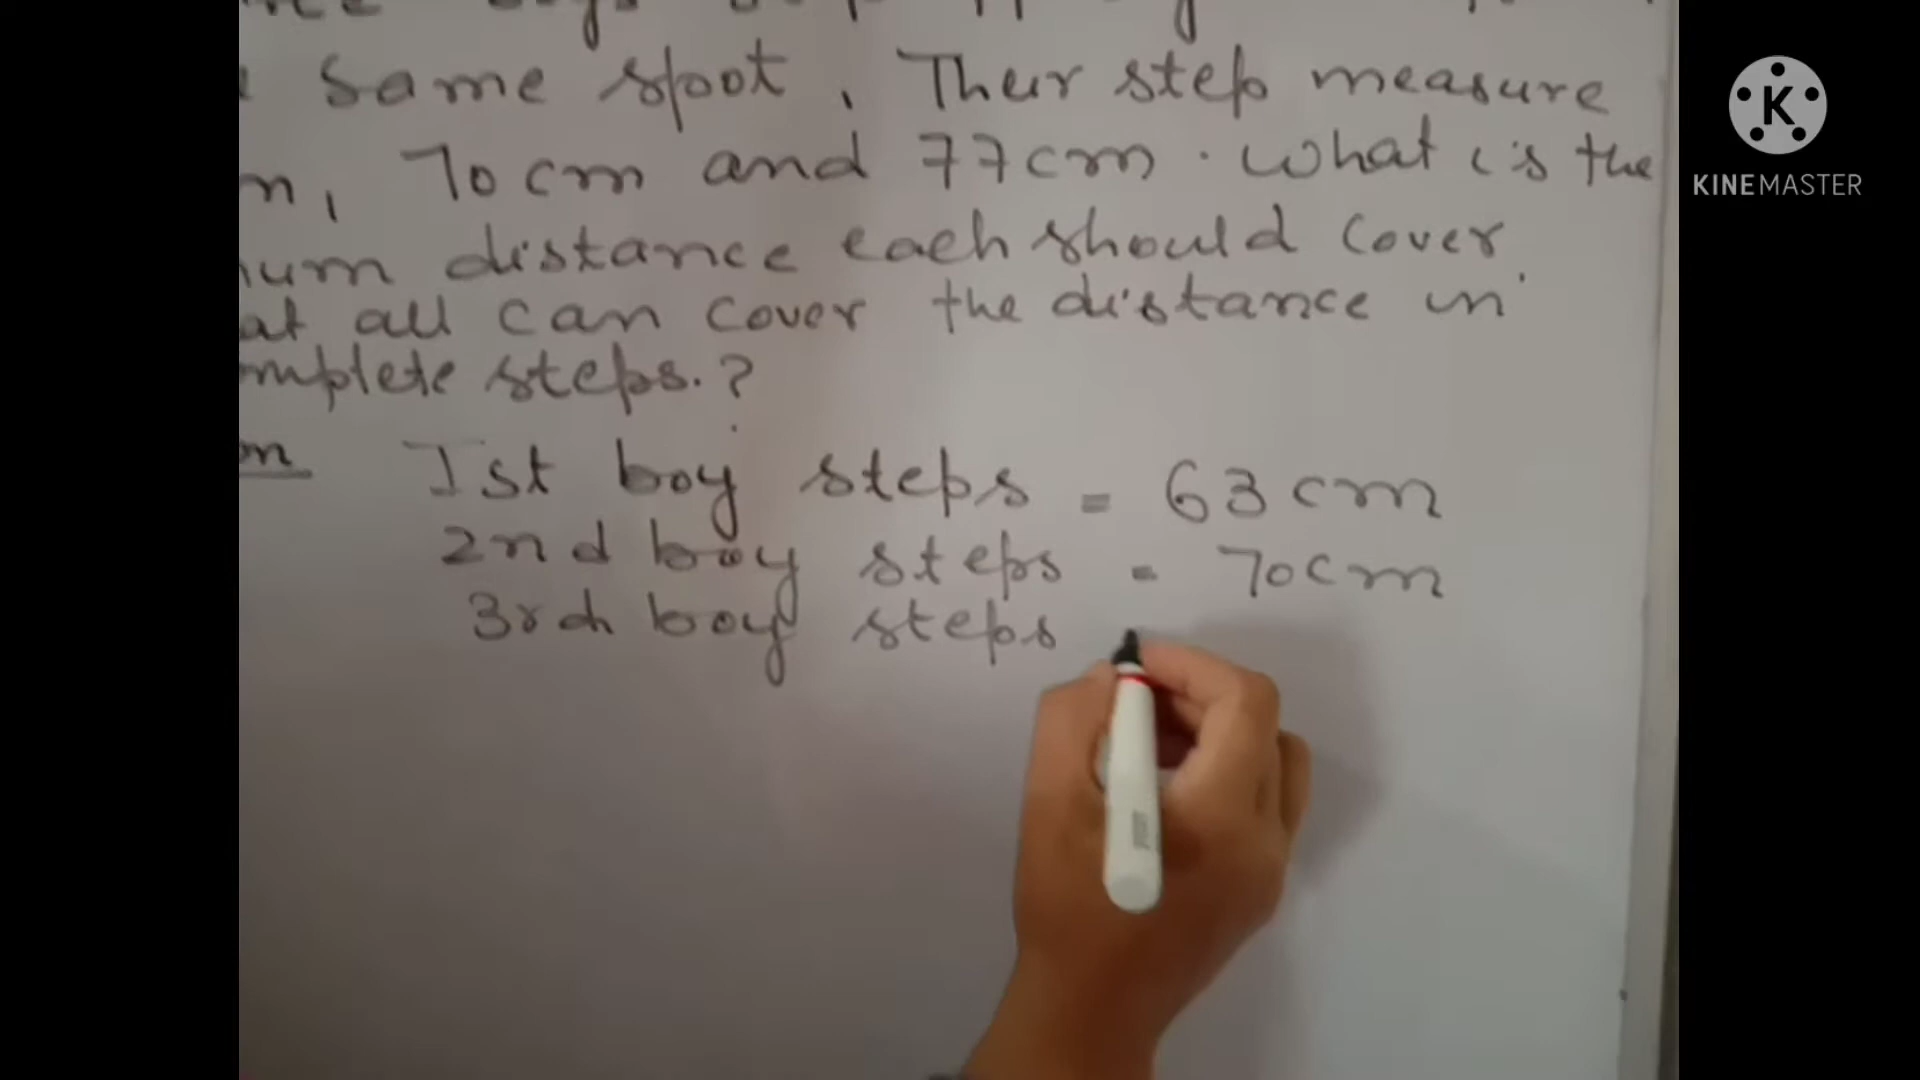 same spoot. Their step measure
70 cm and 77 cm. What is the
distance each should cover
all can cover the distance in
steps.?
Ist boy steps = 63 cm
2nd boy steps = 70 cm
3rd boy steps
K
KINEMASTER